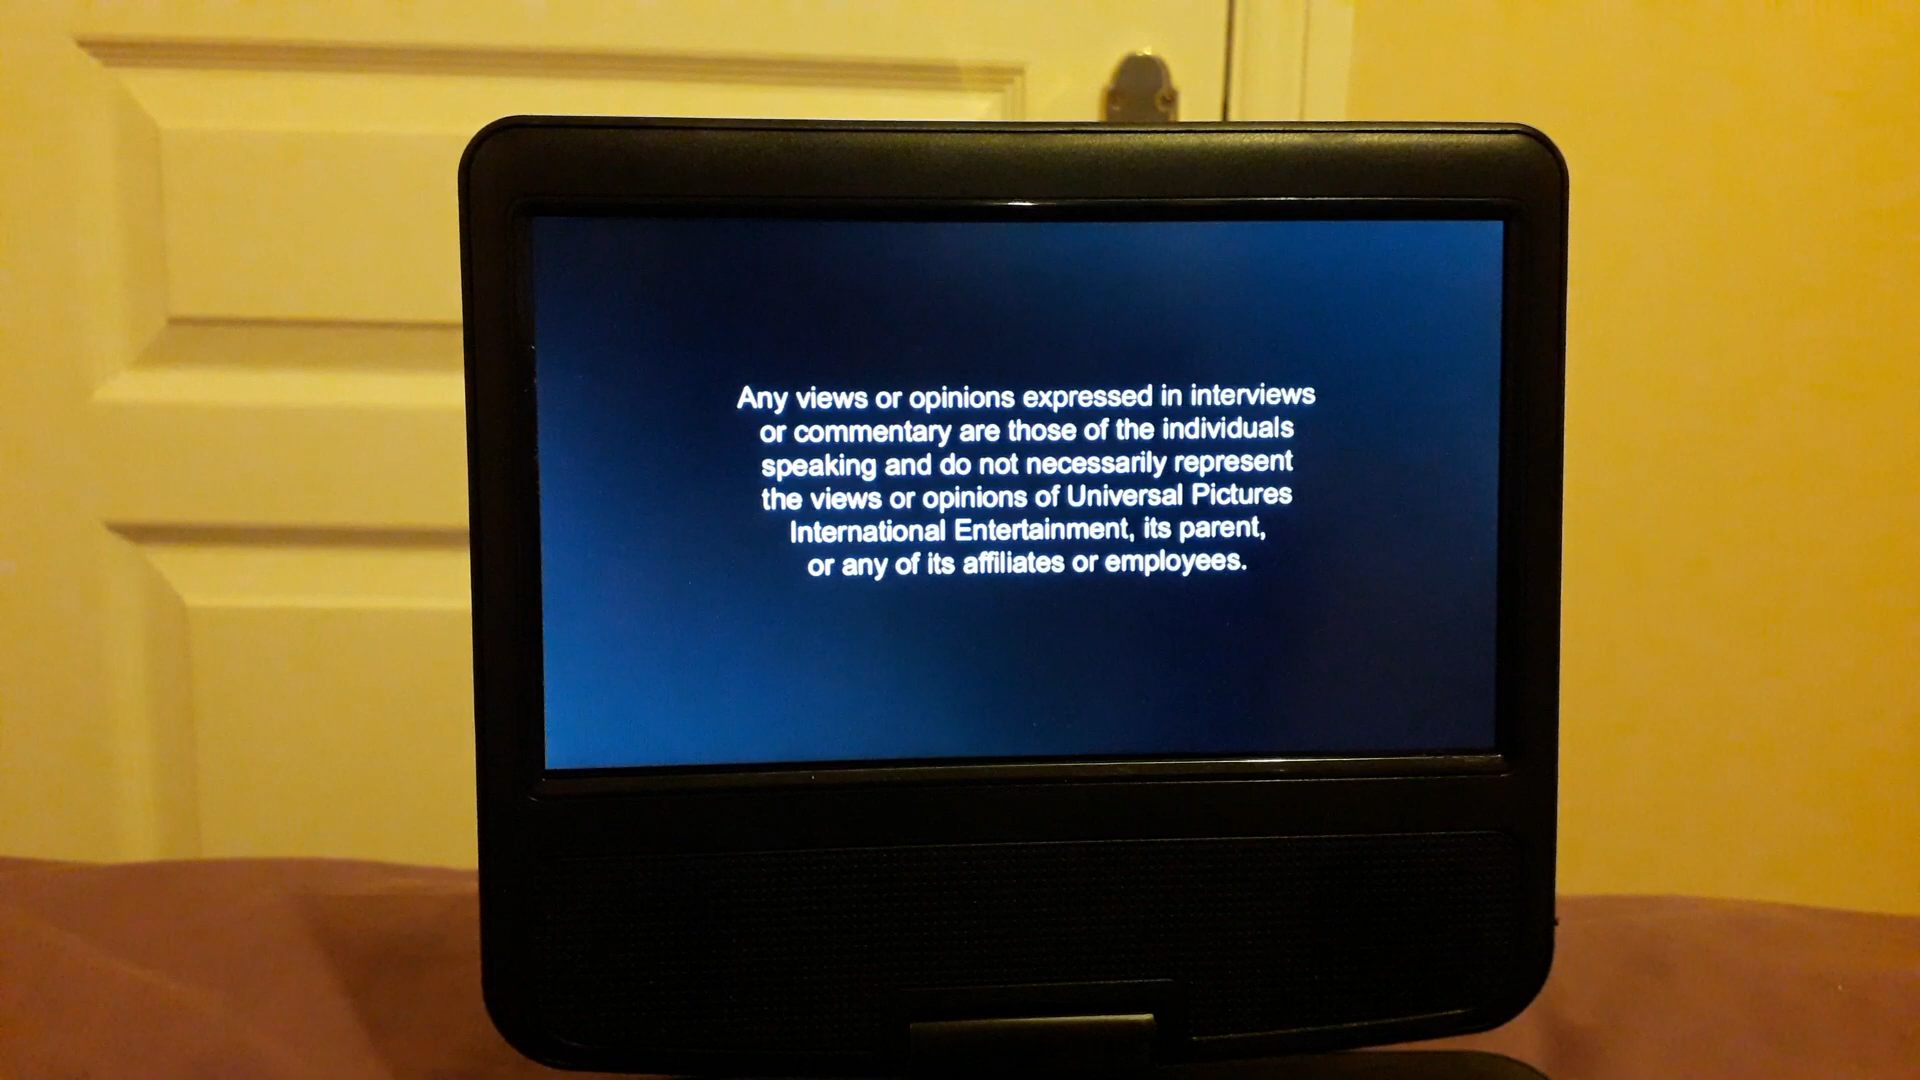 Any views or opinions expressed in interviews
or commentary are those of the individuals
speaking and do not necessarily represent
the views or opinions of Universal Pictures
International Entertainment, its parent,
or any of its affiliates or employees.